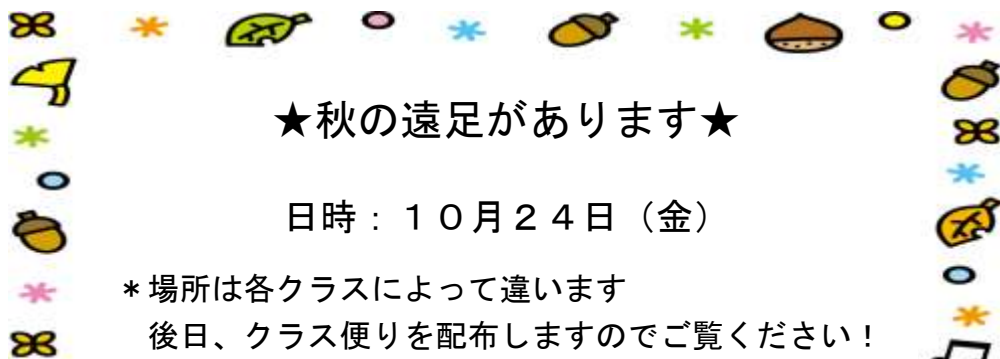 ★秋の遠足があります★
日時：１０月２４日（金）
＊場所は各クラスによって違います
後日、クラス便りを配布しますのでご覧ください！